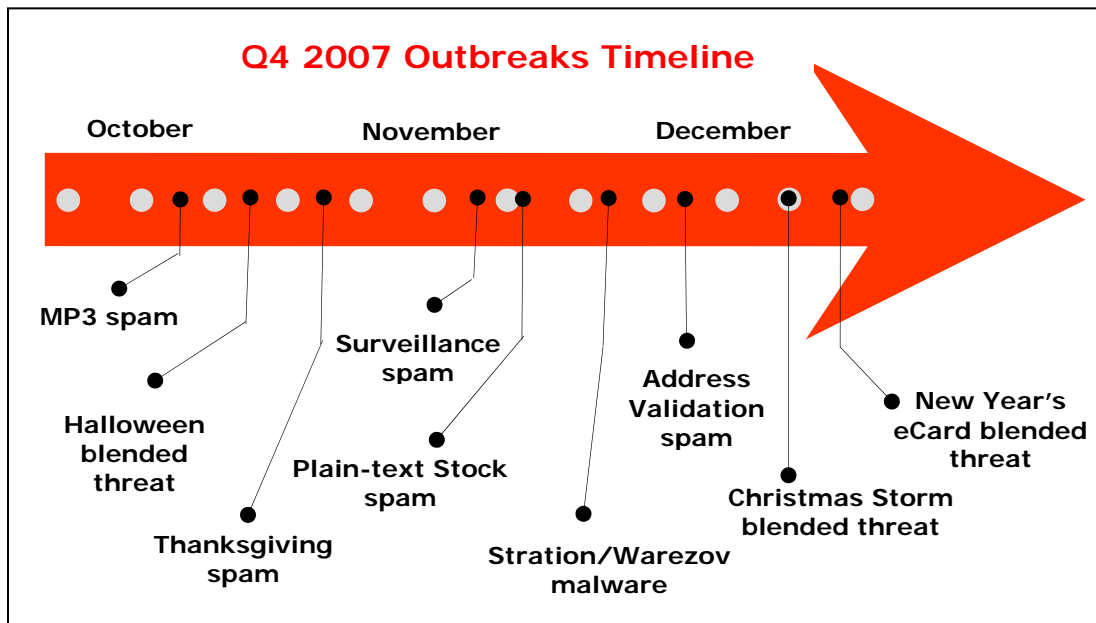 Q4 2007 Outbreaks Timeline
October
November
December
MP3 spam
Halloween
blended
threat
Thanksgiving
spam
Surveillance
spam
Plain-text Stock
spam
Stration/Warezov
malware
Address
Validation
spam
Christmas Storm
blended threat
New Year's
eCard blended
threat